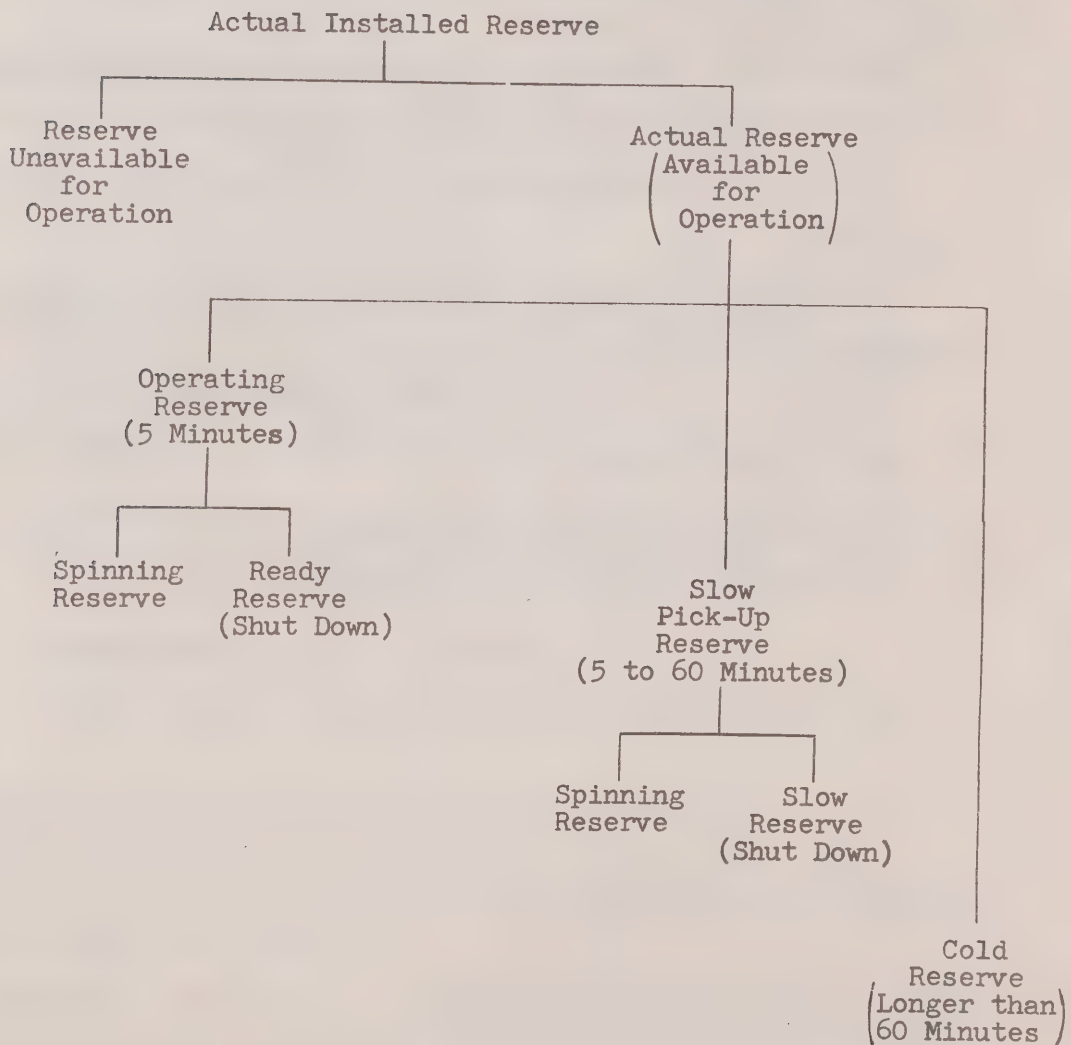 Actual Installed Reserve
Reserve
Unavailable
for
Operation
Actual Reserve
(Available
for
Operation)
Operating
Reserve
(5 Minutes)
Spinning
Reserve
Ready
Reserve
(Shut Down)
Slow
Pick-Up
Reserve
(5 to 60 Minutes)
Spinning
Reserve
Slow
Reserve
(Shut Down)
Cold
Reserve
(Longer than
60 Minutes)